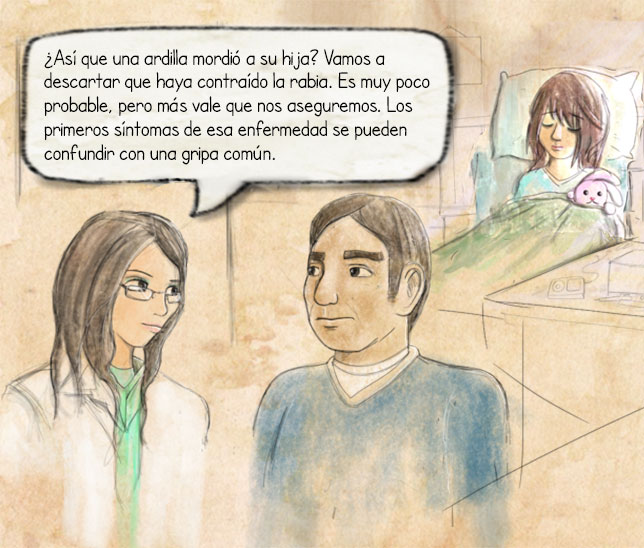 ¿Así que una ardilla mordió a su hija? Vamos a
descartar que haya contraído la rabia. Es muy poco
probable, pero más vale que nos aseguremos. Los
primeros síntomas de esa enfermedad se pueden
confundir con una gripa común.